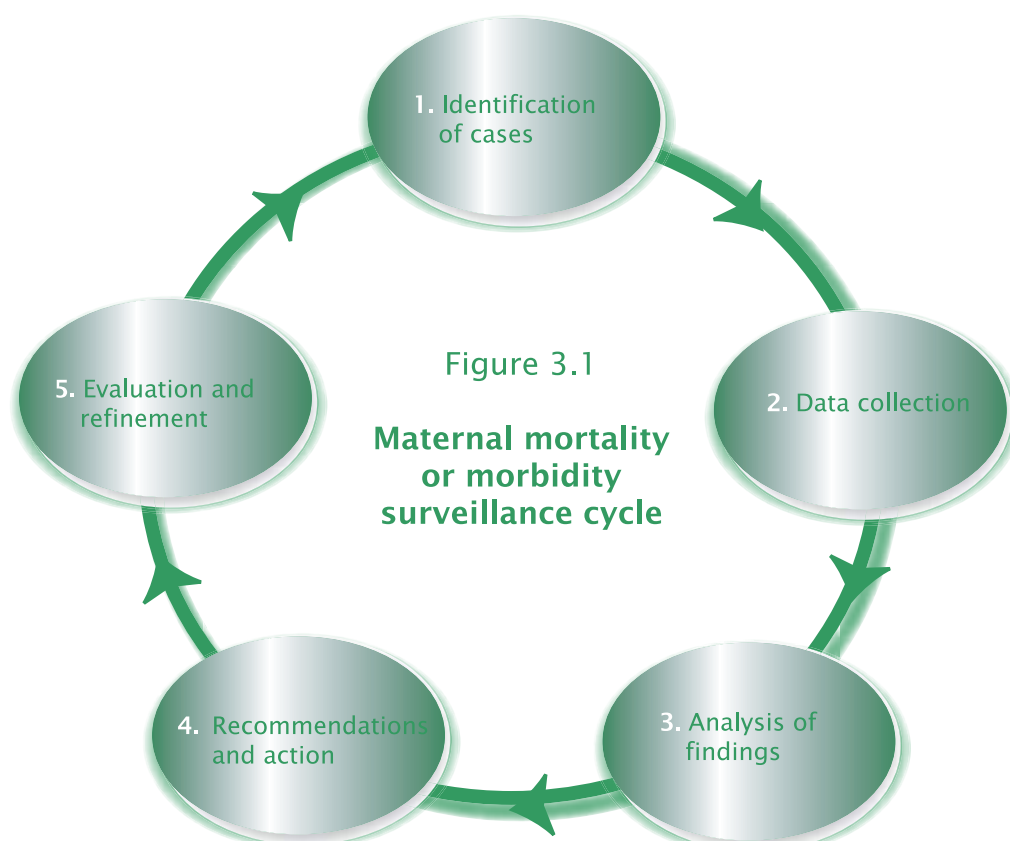 1. Identification
of cases
2. Data collection
3. Analysis of
findings
4. Recommendations
and action
5. Evaluation and
refinement
Figure 3.1
Maternal mortality
or morbidity
surveillance cycle